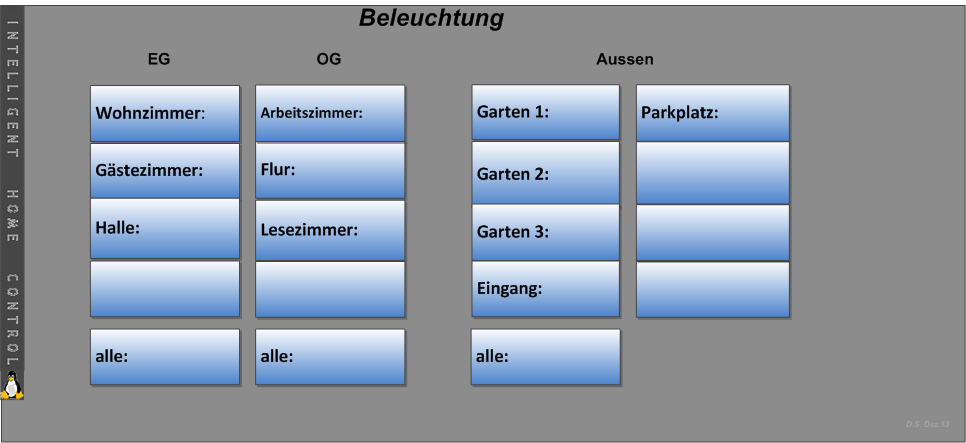 Beleuchtung
INTELLIGENT HOME CONTROL
EG
OG
Aussen
Wohnzimmer:
Arbeitszimmer:
Garten 1:
Parkplatz:
Gästezimmer:
Flur:
Garten 2:
Halle:
Lesezimmer:
Garten 3:
Eingang:
alle:
alle:
alle:
D.S. Dez 13